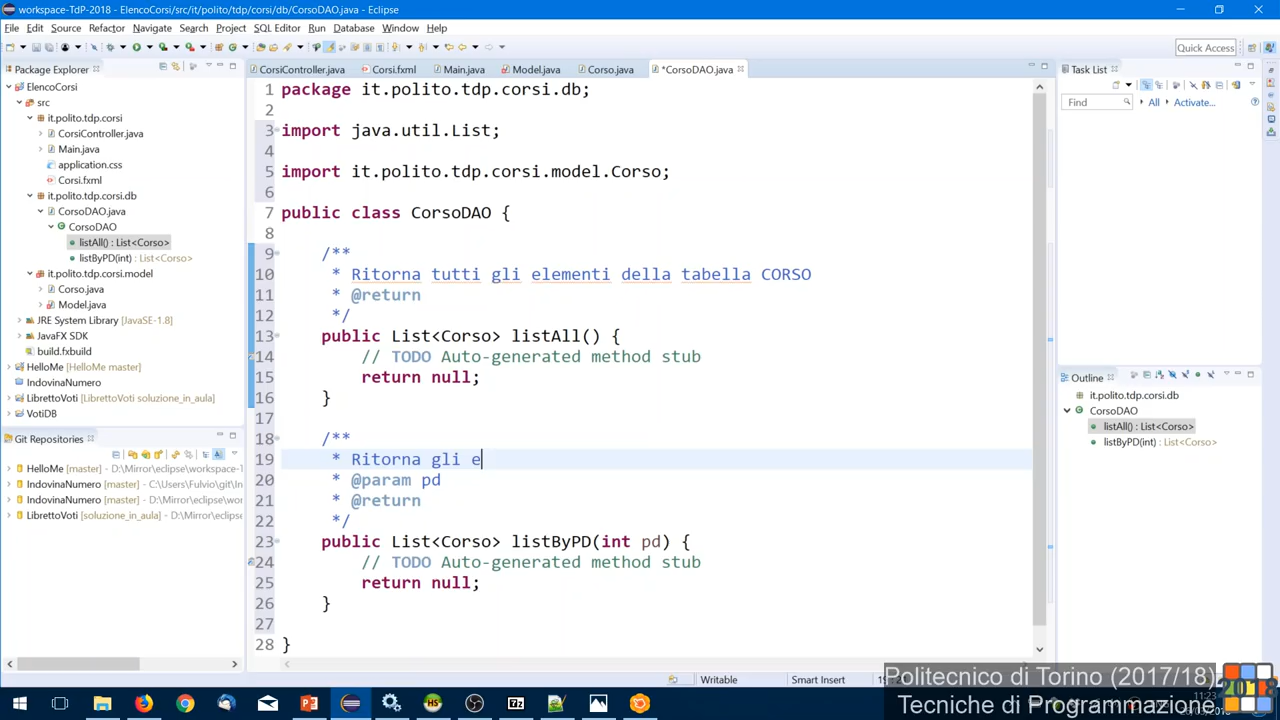 workspace-TdP-2018 - ElencoCorsi/src/it/polito/tdp/corsi/db/CorsoDAO.java - Eclipse
File Edit Source Refactor Navigate Search Project SQL Editor Run Database Window Help
Quick Access
Package Explorer
ElencoCorsi
src
it.polito.tdp.corsi
CorsiController.java
Main.java
application.css
Corsi.fxml
it.polito.tdp.corsi.db
CorsoDAO.java
CorsoDAO
listAll() : List<Corso>
listByPD(int) : List<Corso>
it.polito.tdp.corsi.model
Corso.java
Model.java
JRE System Library [JavaSE-1.8]
JavaFX SDK
build.fxbuild
HelloMe [HelloMe master]
IndovinaNumero
LibrettoVoti [LibrettoVoti soluzione_in_aula]
VotiDB
Git Repositories
HelloMe [master] - D:\Mirror\eclipse\workspace-T
IndovinaNumero [master] - C:\Users\Fulvio\git\Inc
IndovinaNumero [master] - D:\Mirror\eclipse\wor
LibrettoVoti [soluzione_in_aula] - D:\Mirror\eclipse
CorsiController.java Corsi.fxml Main.java Model.java Corso.java *CorsoDAO.java
1 package it.polito.tdp.corsi.db;
2
3 import java.util.List;
4
5 import it.polito.tdp.corsi.model.Corso;
6
7 public class CorsoDAO {
8
9 /**
10 * Ritorna tutti gli elementi della tabella CORSO
11 * @return
12 */
13 public List<Corso> listAll() {
14 // TODO Auto-generated method stub
15 return null;
16 }
17
18 /**
19 * Ritorna gli e
20 * @param pd
21 * @return
22 */
23 public List<Corso> listByPD(int pd) {
24 // TODO Auto-generated method stub
25 return null;
26 }
27
28 }
Task List
Find All Activate...
Outline
it.polito.tdp.corsi.db
CorsoDAO
listAll() : List<Corso>
listByPD(int) : List<Corso>
Writable Smart Insert
Politecnico di Torino (2017/18)
Tecniche di Programmazione
2018
11:23